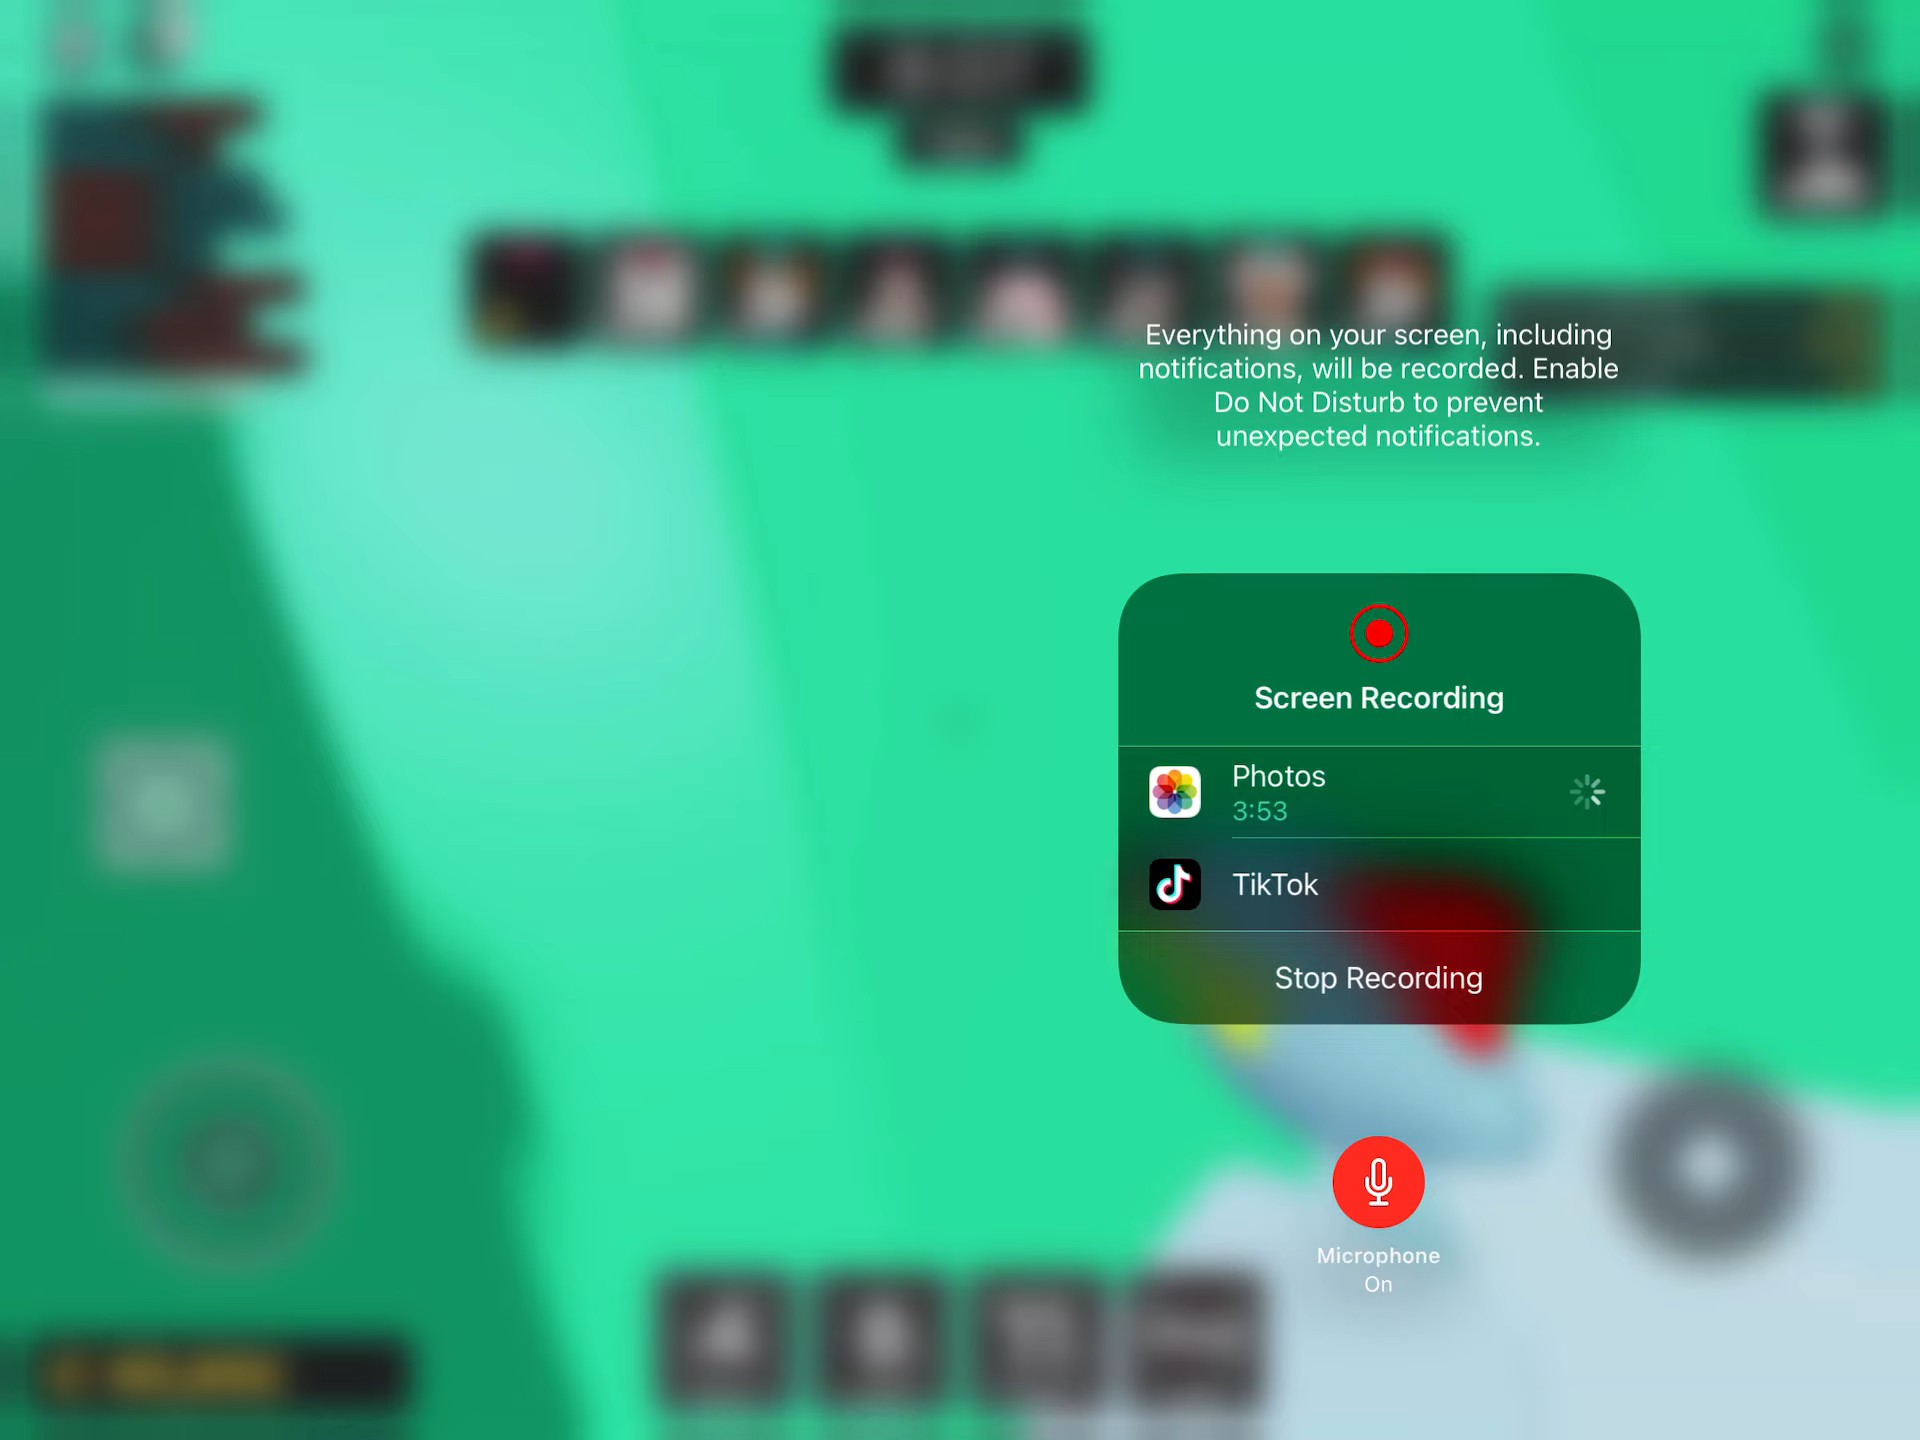 Everything on your screen, including
notifications, will be recorded. Enable
Do Not Disturb to prevent
unexpected notifications.
Screen Recording
Photos
3:53
TikTok
Stop Recording
Microphone
On